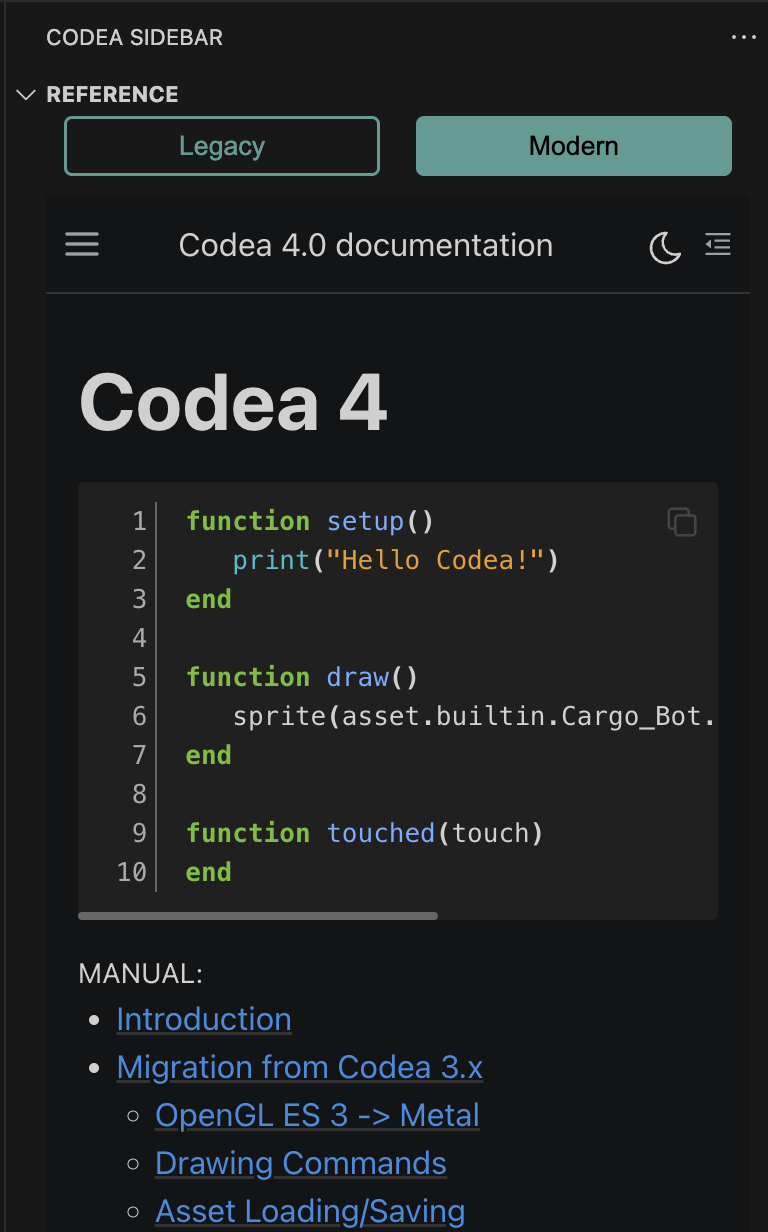 CODEA SIDEBAR
REFERENCE
Legacy
Modern
Codea 4.0 documentation
Codea 4
1 function setup()
2    print("Hello Codea!")
3 end
4
5 function draw()
6    sprite(asset.builtin.Cargo_Bot.
7 end
8
9 function touched(touch)
10 end
MANUAL:
• Introduction
• Migration from Codea 3.x
○ OpenGL ES 3 -> Metal
○ Drawing Commands
○ Asset Loading/Saving